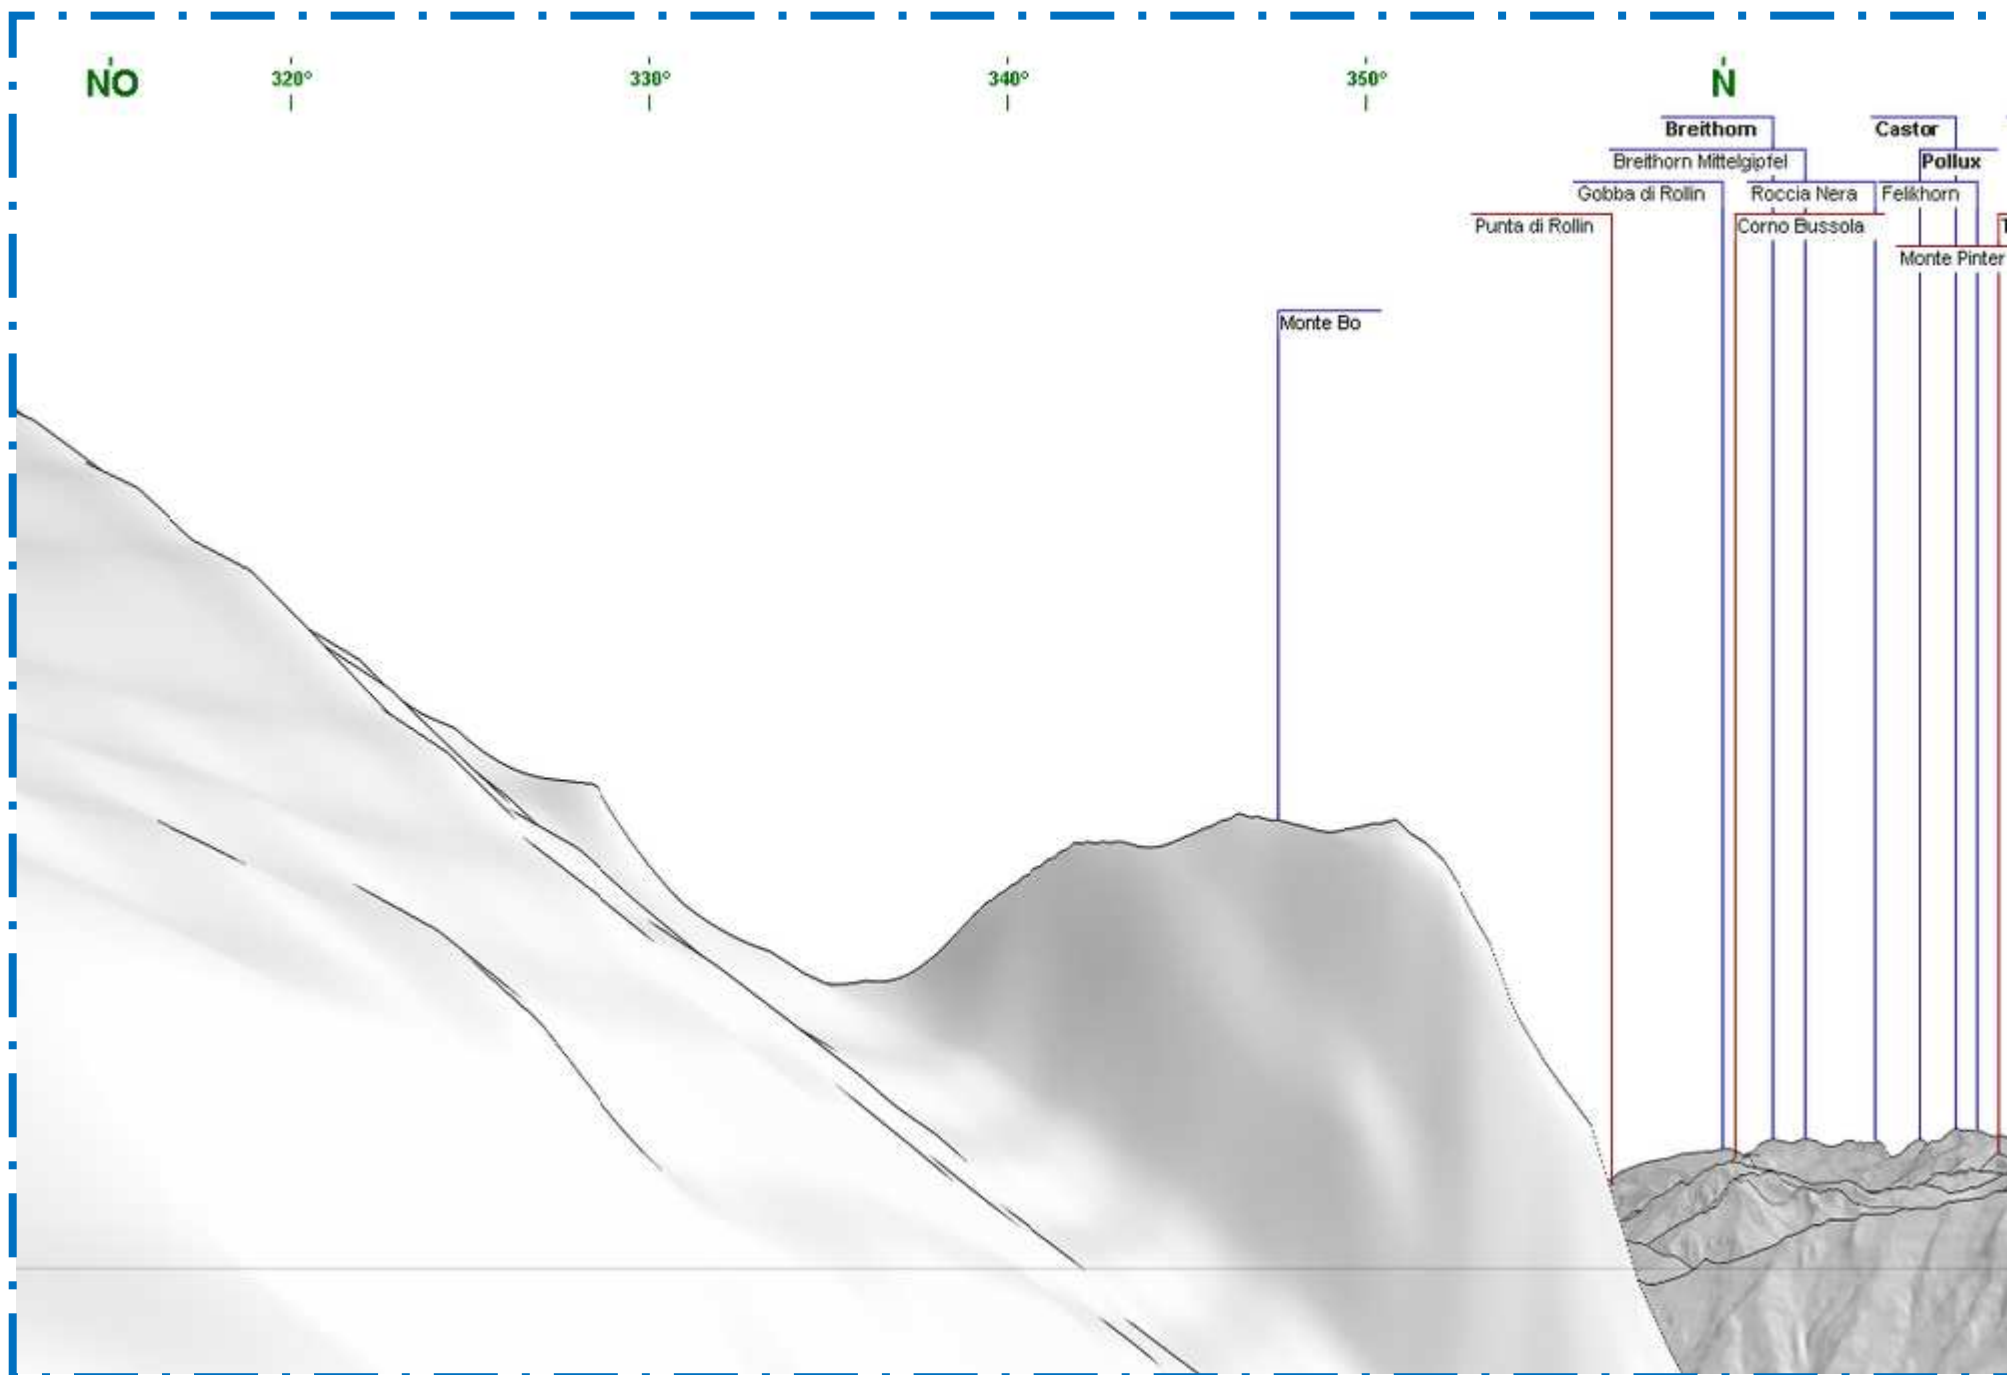 NO 320° 330° 340° 350° N
Breithorn Castor
Breithorn Mittelgipfel Pollux
Gobba di Rollin Roccia Nera Felikhorn
Punta di Rollin Corno Bussola
Monte Pinter
Monte Bo